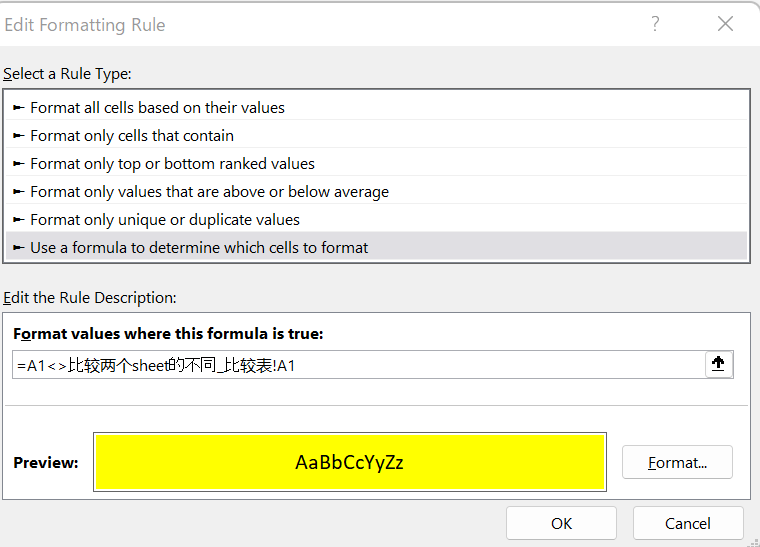 Edit Formatting Rule
?
Select a Rule Type:
► Format all cells based on their values
► Format only cells that contain
► Format only top or bottom ranked values
► Format only values that are above or below average
► Format only unique or duplicate values
► Use a formula to determine which cells to format
Edit the Rule Description:
Format values where this formula is true:
=A1<>比较两个sheet的不同_比较表!A1
Preview:
AaBbCcYyZz
Format...
OK
Cancel